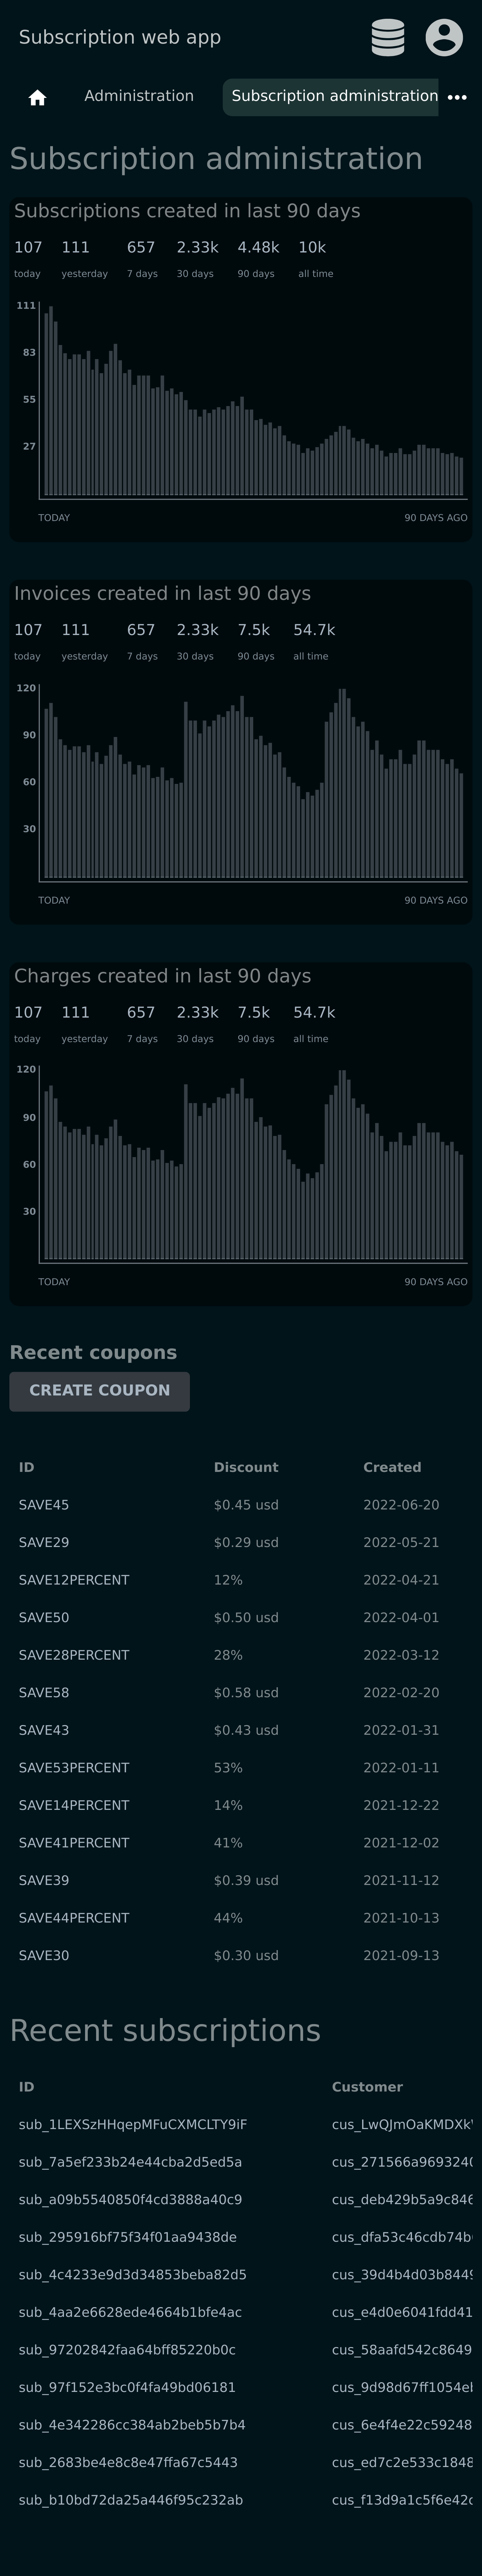 Subscription web app
Administration Subscription administration
Subscription administration
Subscriptions created in last 90 days
107 111 657 2.33k 4.48k 10k
today yesterday 7 days 30 days 90 days all time
111
83
55
27
TODAY 90 DAYS AGO
Invoices created in last 90 days
107 111 657 2.33k 7.5k 54.7k
today yesterday 7 days 30 days 90 days all time
120
90
60
30
TODAY 90 DAYS AGO
Charges created in last 90 days
107 111 657 2.33k 7.5k 54.7k
today yesterday 7 days 30 days 90 days all time
120
90
60
30
TODAY 90 DAYS AGO
Recent coupons
CREATE COUPON
ID Discount Created
SAVE45 $0.45 usd 2022-06-20
SAVE29 $0.29 usd 2022-05-21
SAVE12PERCENT 12% 2022-04-21
SAVE50 $0.50 usd 2022-04-01
SAVE28PERCENT 28% 2022-03-12
SAVE58 $0.58 usd 2022-02-20
SAVE43 $0.43 usd 2022-01-31
SAVE53PERCENT 53% 2022-01-11
SAVE14PERCENT 14% 2021-12-22
SAVE41PERCENT 41% 2021-12-02
SAVE39 $0.39 usd 2021-11-12
SAVE44PERCENT 44% 2021-10-13
SAVE30 $0.30 usd 2021-09-13
Recent subscriptions
ID Customer
sub_1LEXSzHHqepMFuCXMCLTY9iF cus_LwQJmOaKMDXk
sub_7a5ef233b24e44cba2d5ed5a cus_271566a9693240
sub_a09b5540850f4cd3888a40c9 cus_deb429b5a9c846
sub_295916bf75f34f01aa9438de cus_dfa53c46cdb74b
sub_4c4233e9d3d34853beba82d5 cus_39d4b4d03b8449
sub_4aa2e6628ede4664b1bfe4ac cus_e4d0e6041fdd41
sub_97202842faa64bff85220b0c cus_58aafd542c8649
sub_97f152e3bc0f4fa49bd06181 cus_9d98d67ff1054e
sub_4e342286cc384ab2beb5b7b4 cus_6e4f4e22c59248
sub_2683be4e8c8e47ffa67c5443 cus_ed7c2e533c1848
sub_b10bd72da25a446f95c232ab cus_f13d9a1c5f6e42